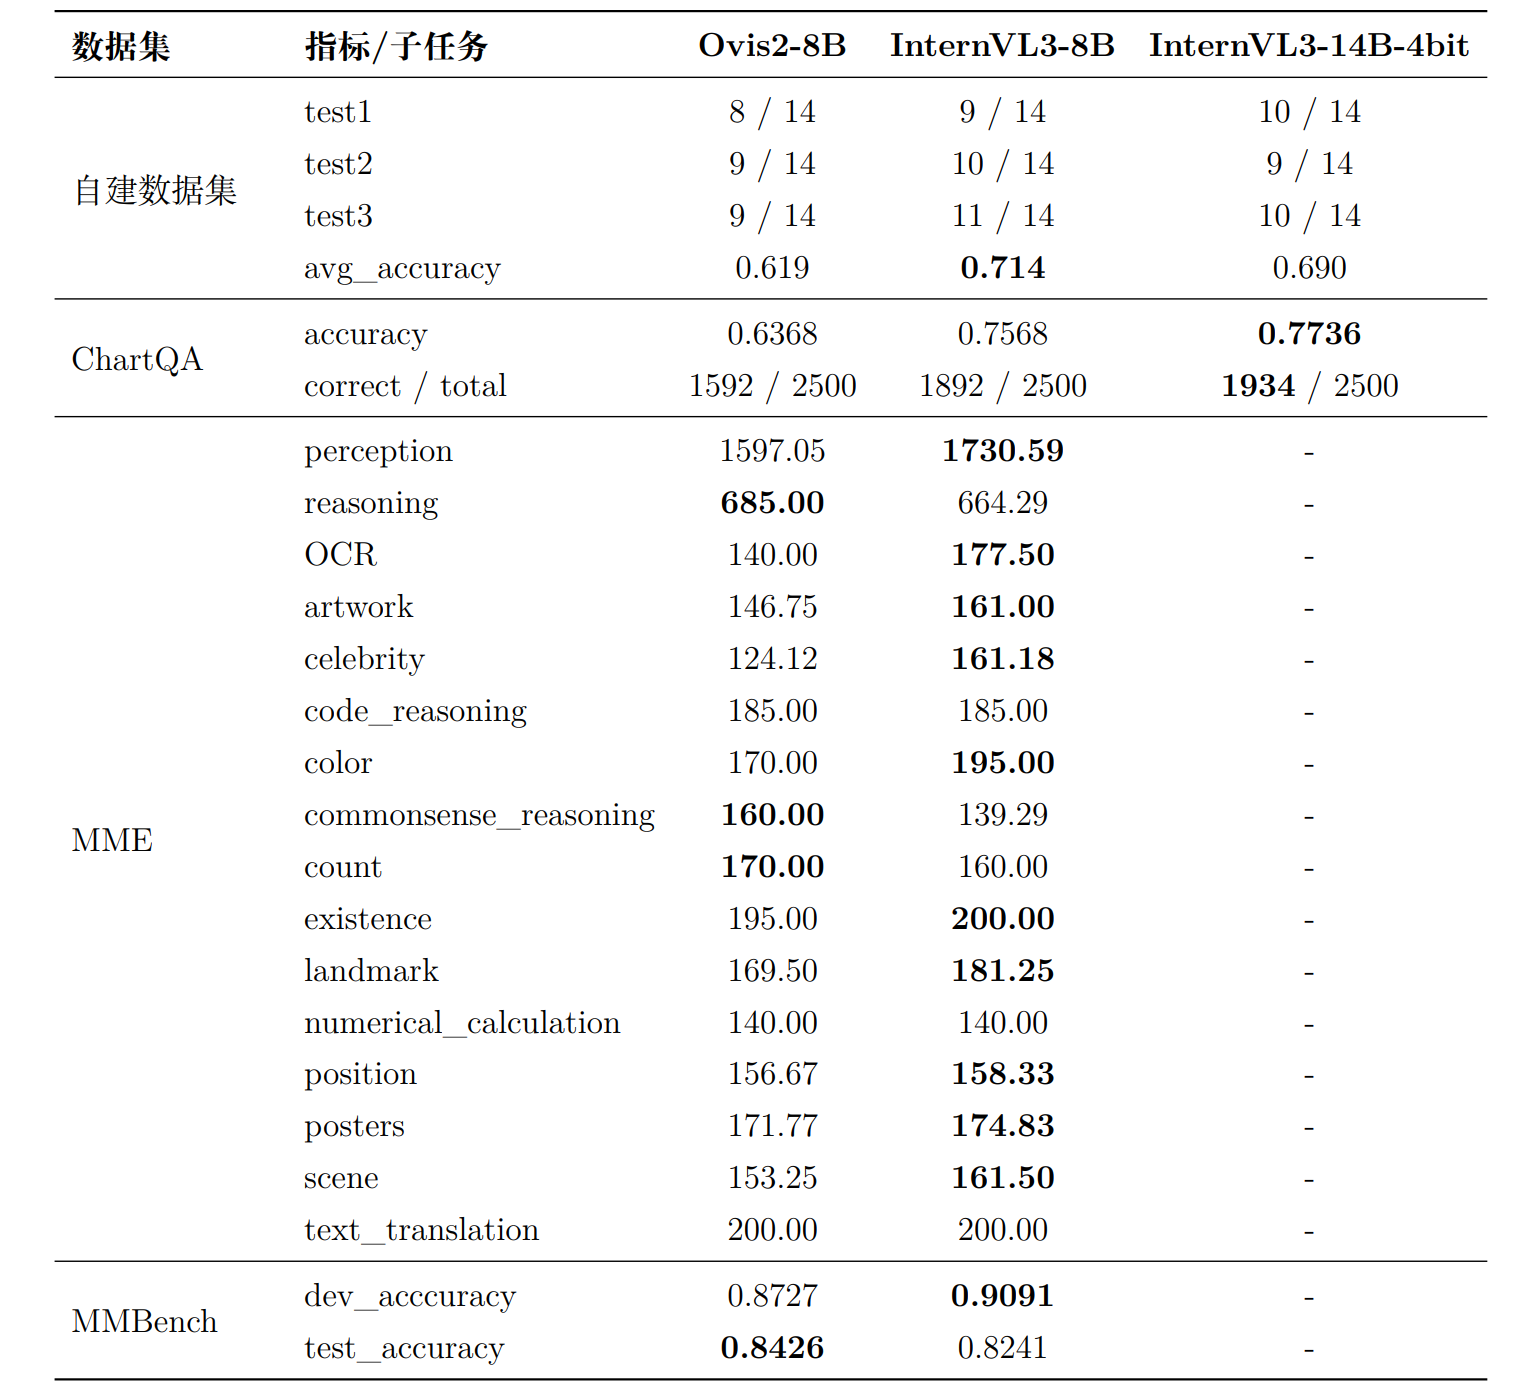 数据集 指标/子任务 Ovis2-8B InternVL3-8B InternVL3-14B-4bit
test1 8 / 14 9 / 14 10 / 14
test2 9 / 14 10 / 14 9 / 14
自建数据集
test3 9 / 14 11 / 14 10 / 14
avg_accuracy 0.619 0.714 0.690
accuracy 0.6368 0.7568 0.7736
ChartQA
correct / total 1592 / 2500 1892 / 2500 1934 / 2500
perception 1597.05 1730.59 -
reasoning 685.00 664.29 -
OCR 140.00 177.50 -
artwork 146.75 161.00 -
celebrity 124.12 161.18 -
code_reasoning 185.00 185.00 -
color 170.00 195.00 -
commonsense_reasoning 160.00 139.29 -
MME
count 170.00 160.00 -
existence 195.00 200.00 -
landmark 169.50 181.25 -
numerical_calculation 140.00 140.00 -
position 156.67 158.33 -
posters 171.77 174.83 -
scene 153.25 161.50 -
text_translation 200.00 200.00 -
dev_acccuracy 0.8727 0.9091 -
MMBench
test_accuracy 0.8426 0.8241 -